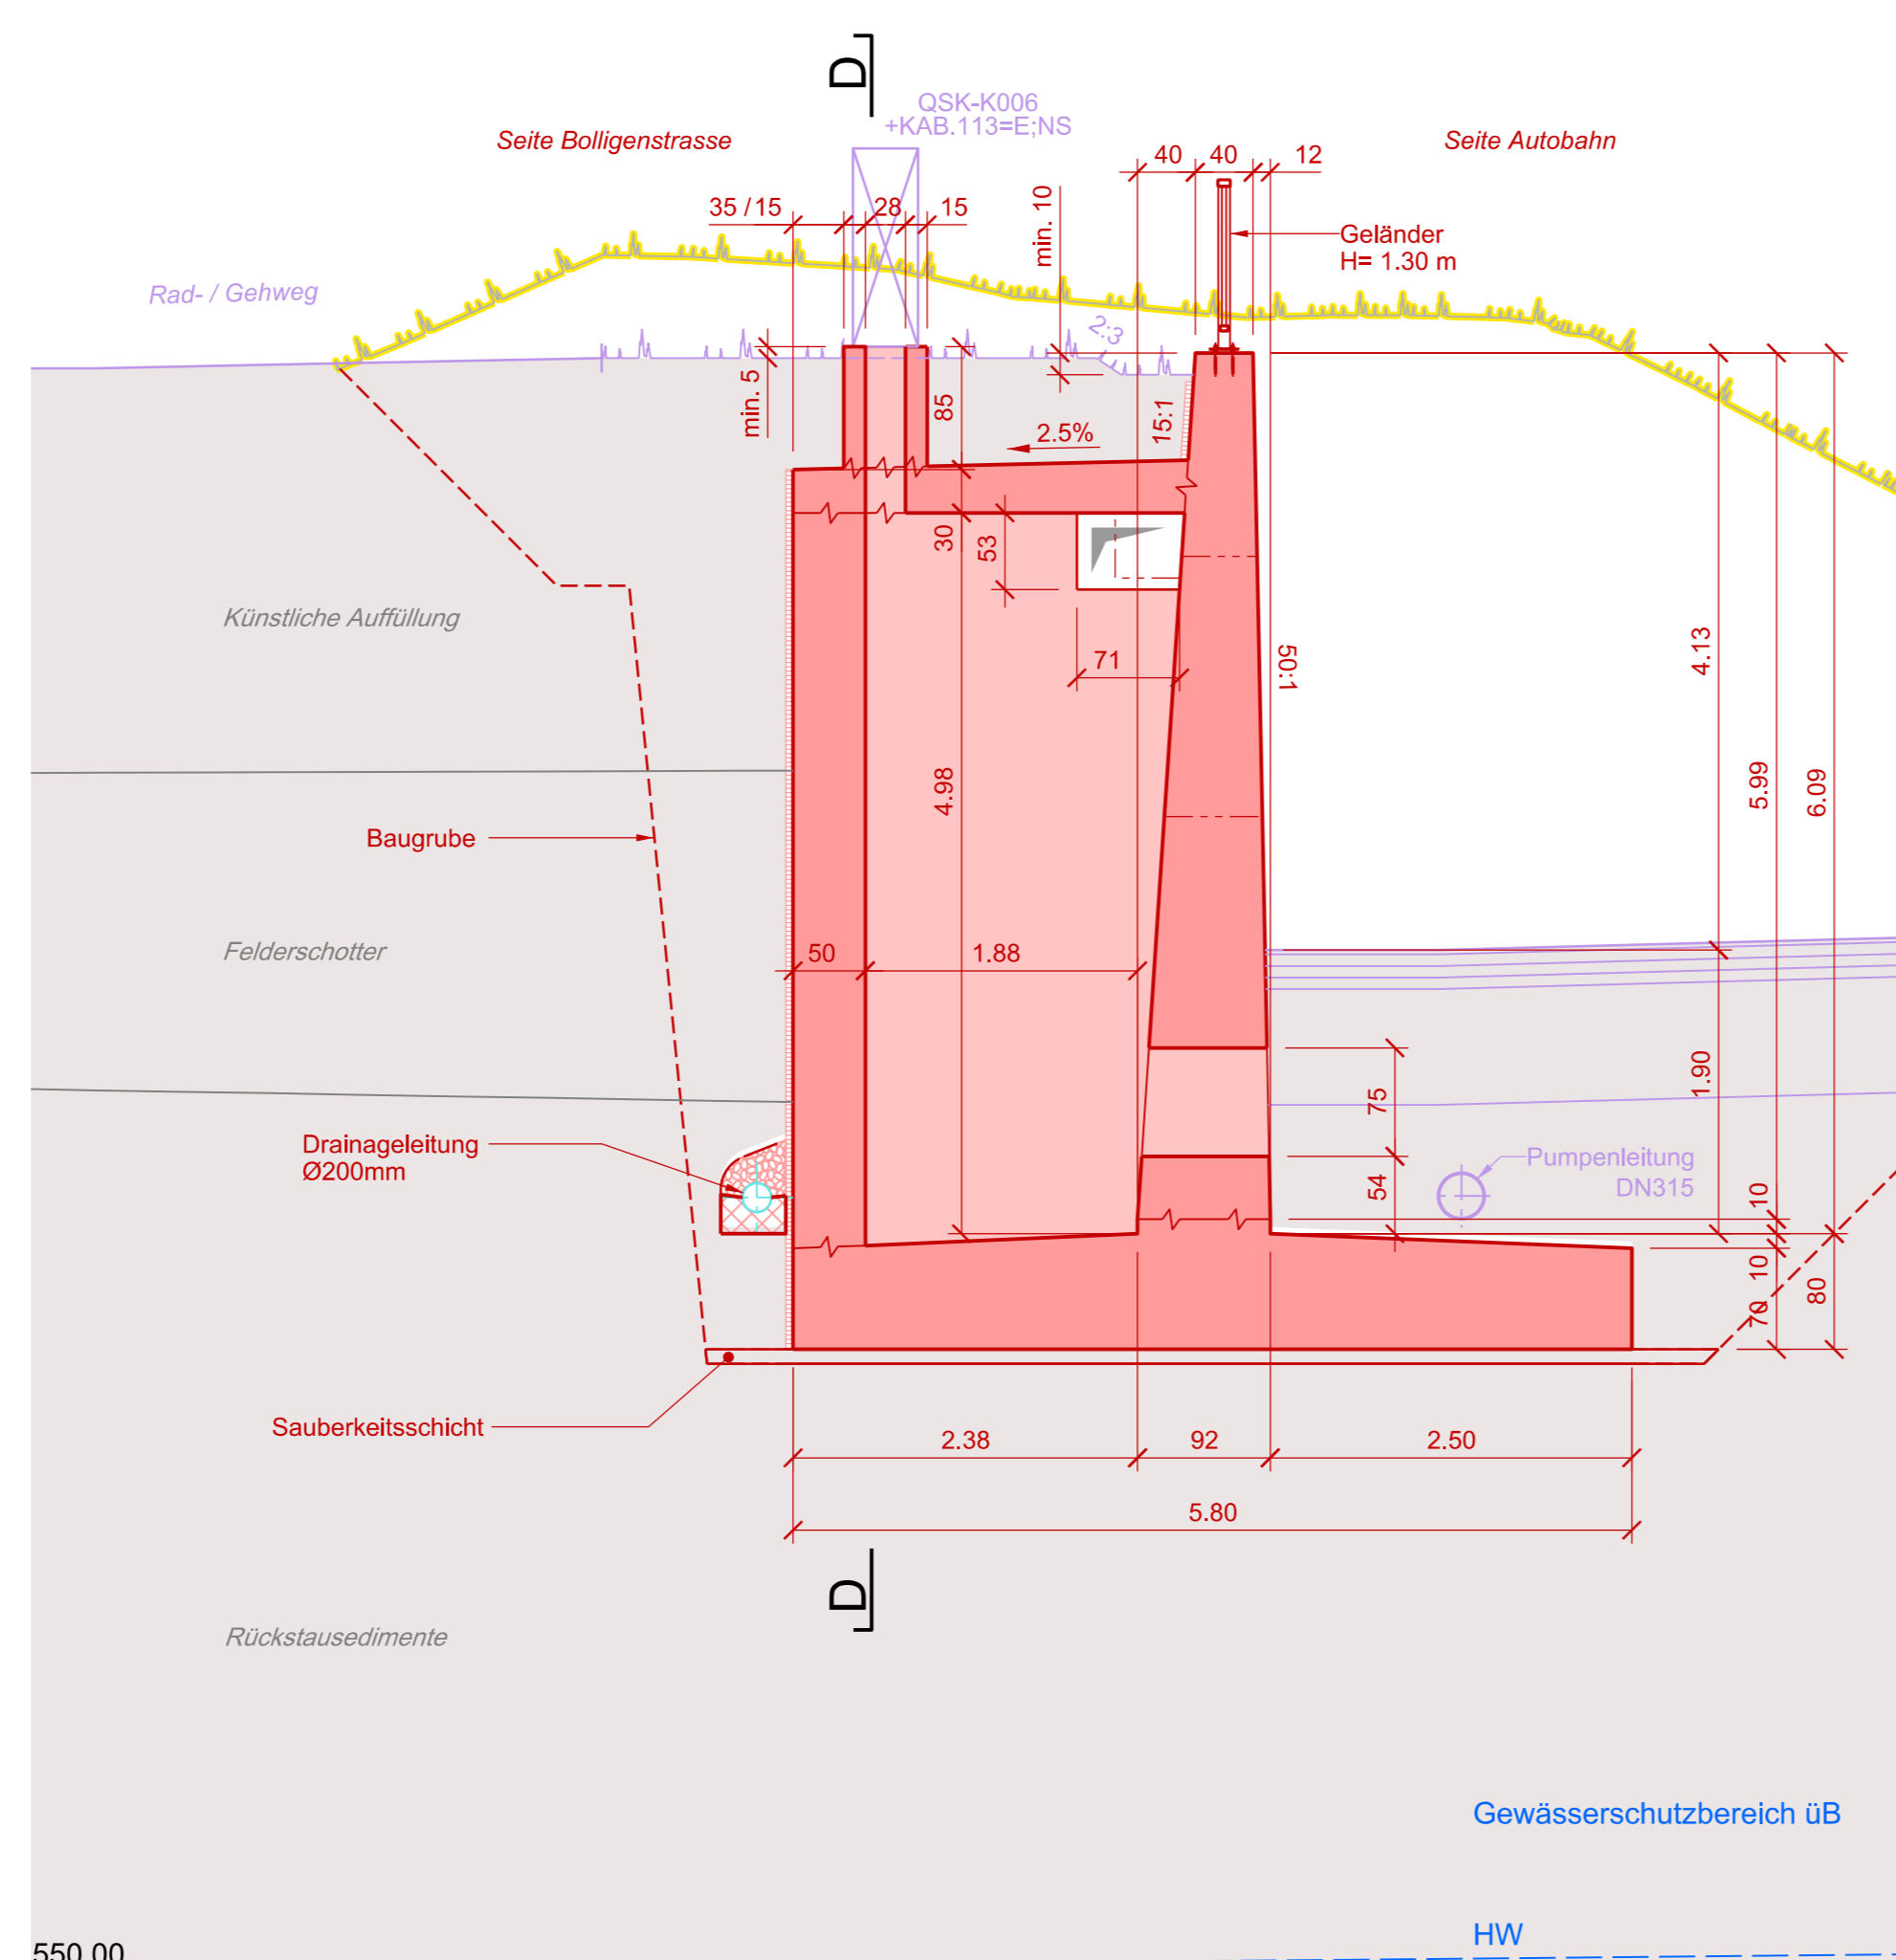 D
QSK-K006
+KAB.113=E;NS
Seite Bolligenstrasse
Seite Autobahn
40 40 12
35 / 15 28 15
min. 10
Geländer
H= 1.30 m
Rad- / Gehweg
2:3
min. 5
85
15:1
2.5%
30
53
Künstliche Auffüllung
71
50:1
4.13
4.98
5.99
6.09
Baugrube
Felderschotter
50
1.88
75
1.90
Drainageleitung
Ø200mm
Pumpenleitung
DN315
54
10
10
70
80
Sauberkeitsschicht
2.38
92
2.50
5.80
D
Rückstausedimente
Gewässerschutzbereich üB
HW
550.00